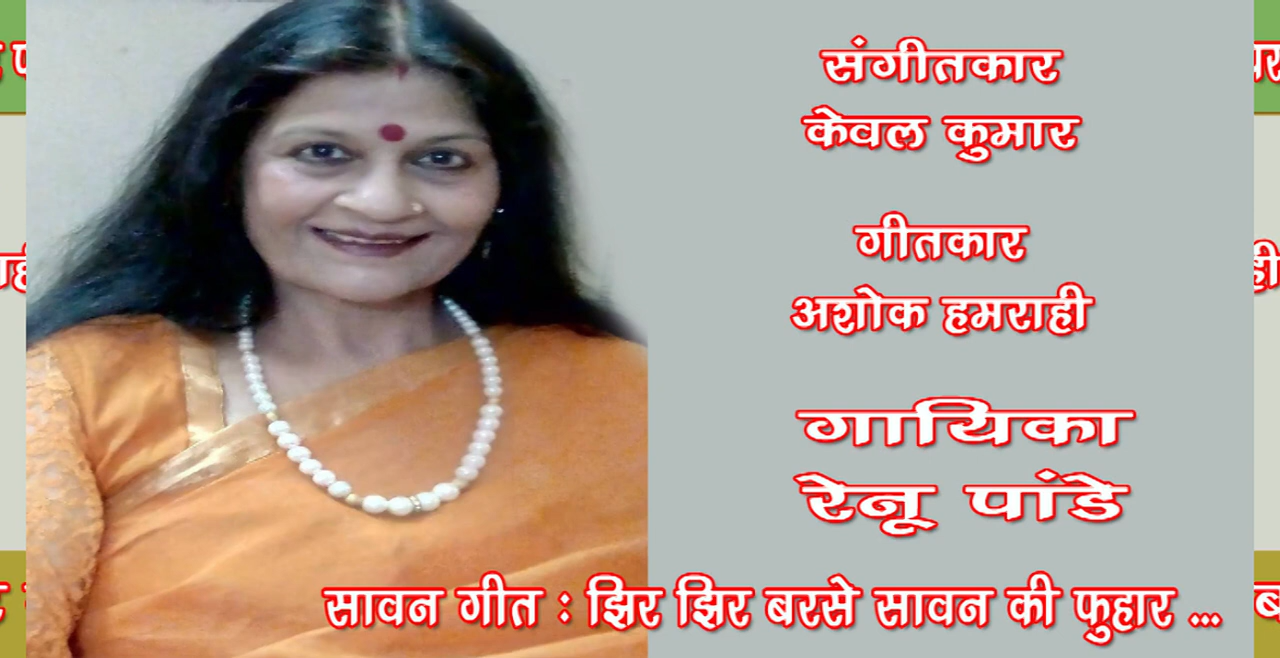 संगीतकार
केवल कुमार
गीतकार
अशोक हमराही
गायिका
रेनू पांडे
सावन गीत : झिर झिर बरसे सावन की फुहार ...